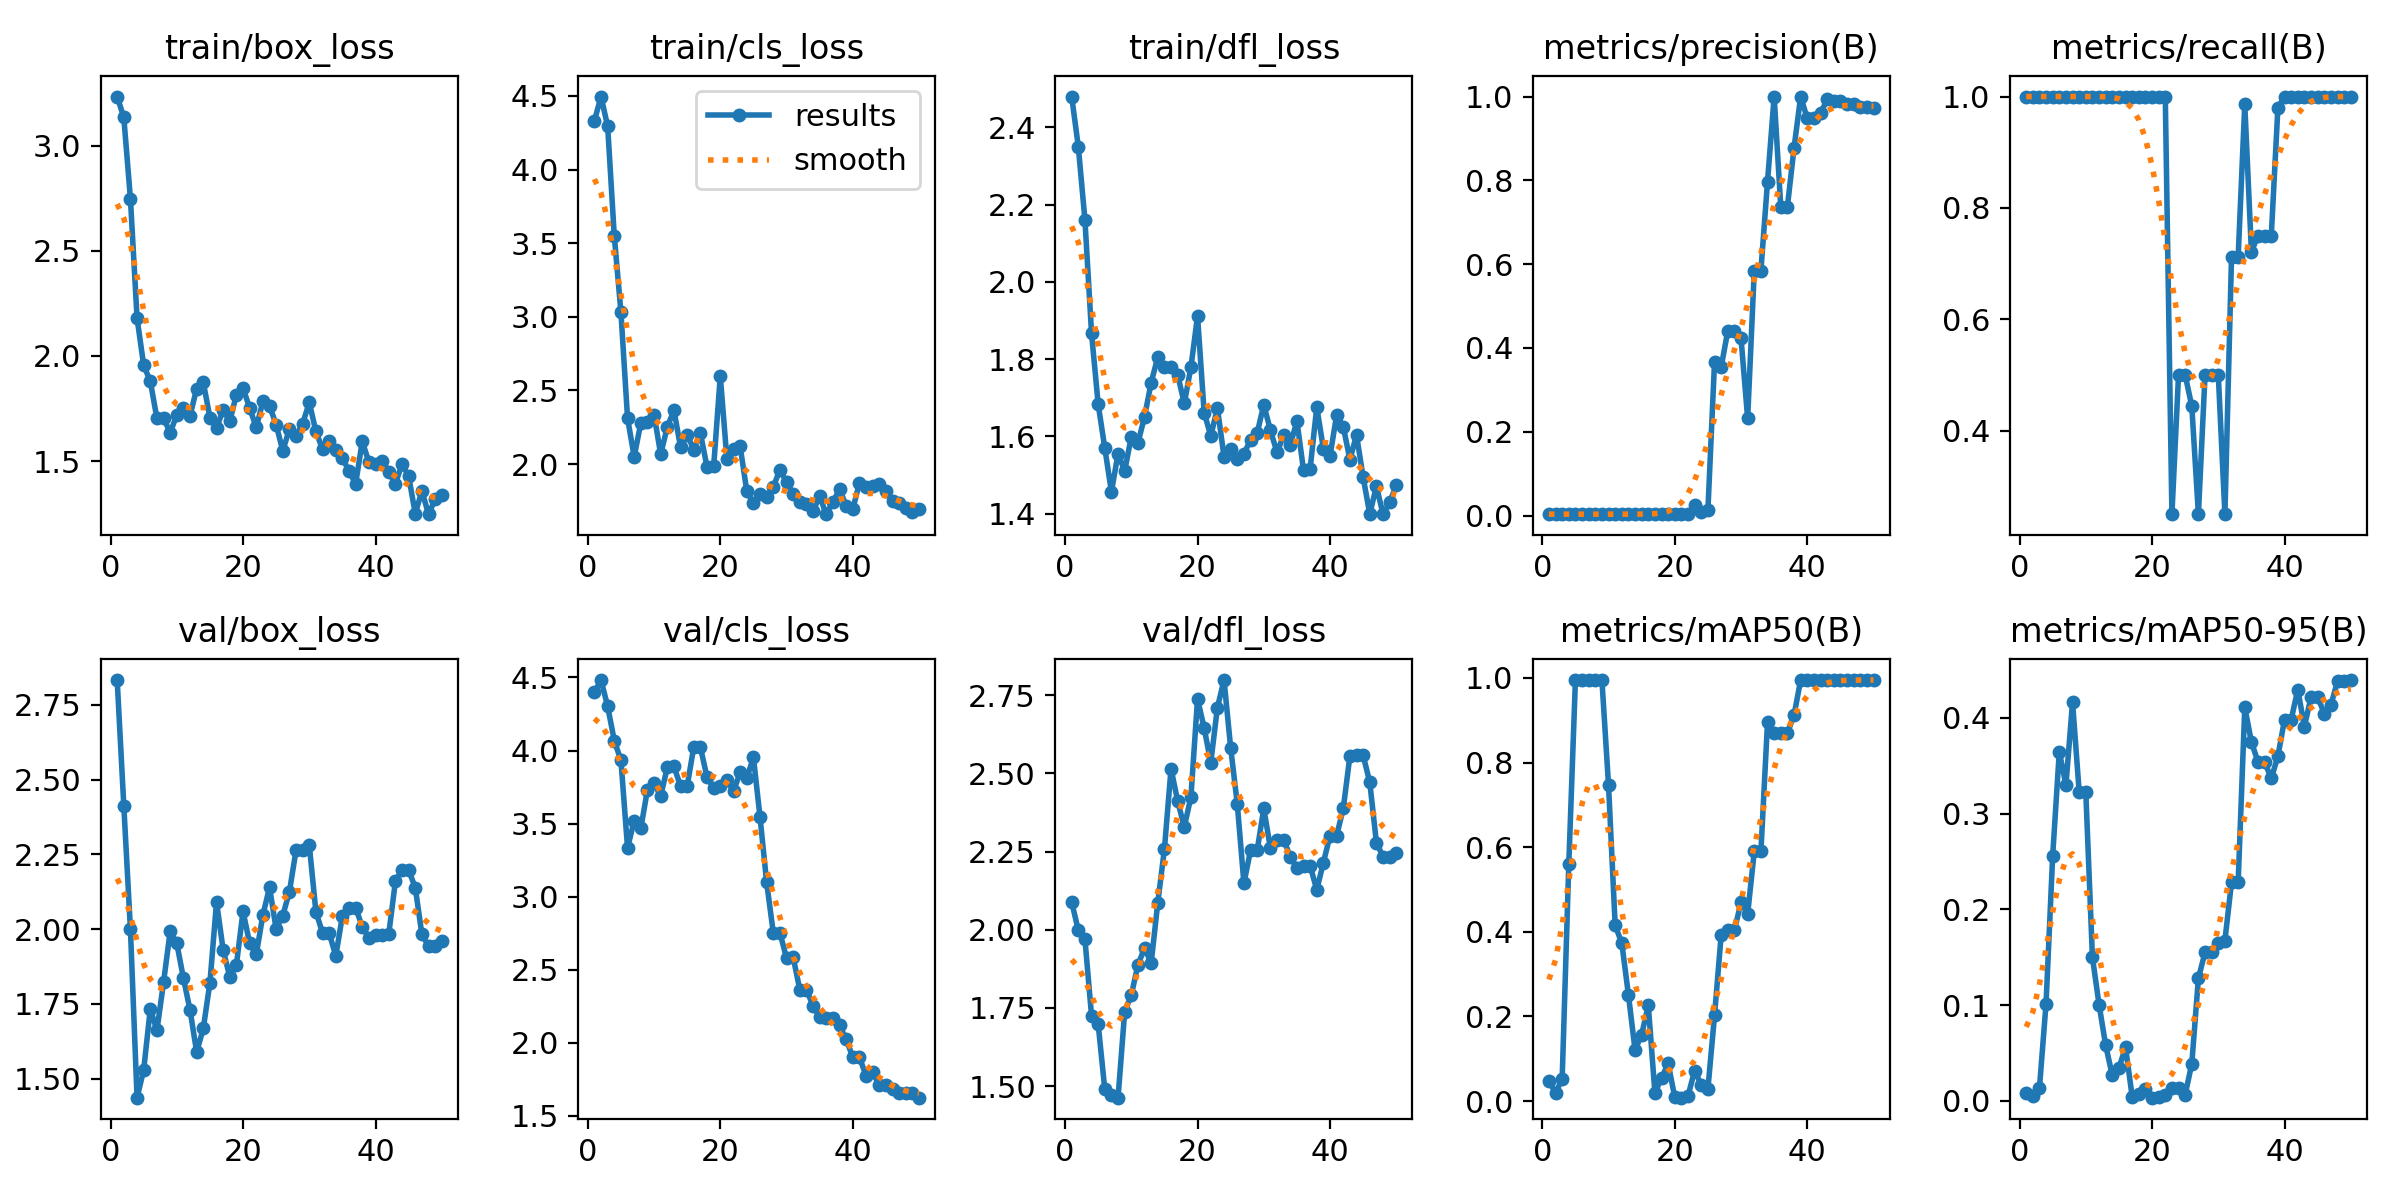 train/box_loss
3.0
2.5
2.0
1.5
0 20 40
train/cls_loss
results
smooth
4.5
4.0
3.5
3.0
2.5
2.0
0 20 40
train/dfl_loss
2.4
2.2
2.0
1.8
1.6
1.4
0 20 40
metrics/precision(B)
1.0
0.8
0.6
0.4
0.2
0.0
0 20 40
metrics/recall(B)
1.0
0.8
0.6
0.4
0 20 40
val/box_loss
2.75
2.50
2.25
2.00
1.75
1.50
0 20 40
val/cls_loss
4.5
4.0
3.5
3.0
2.5
2.0
1.5
0 20 40
val/dfl_loss
2.75
2.50
2.25
2.00
1.75
1.50
0 20 40
metrics/mAP50(B)
1.0
0.8
0.6
0.4
0.2
0.0
0 20 40
metrics/mAP50-95(B)
0.4
0.3
0.2
0.1
0.0
0 20 40